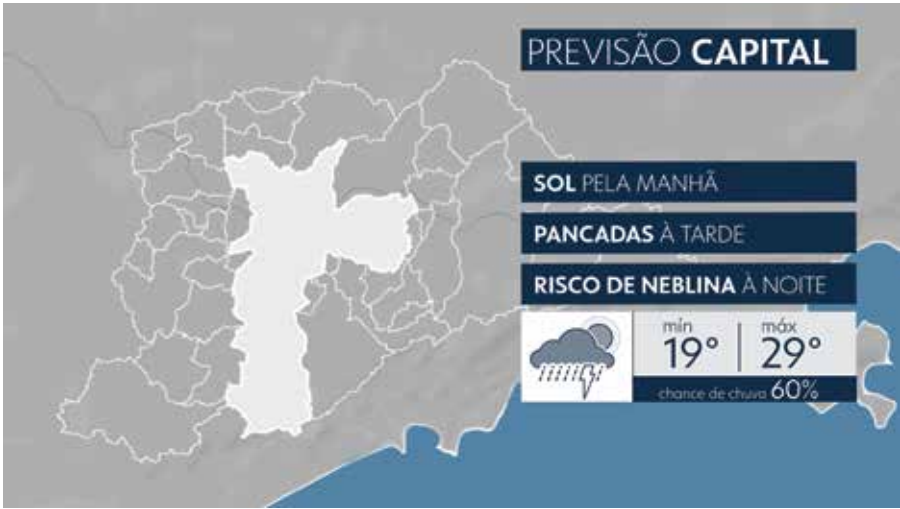 PREVISÃO CAPITAL
SOL PELA MANHÃ
PANCADAS À TARDE
RISCO DE NEBLINA À NOITE
mín máx
19° 29°
chance de chuva 60%